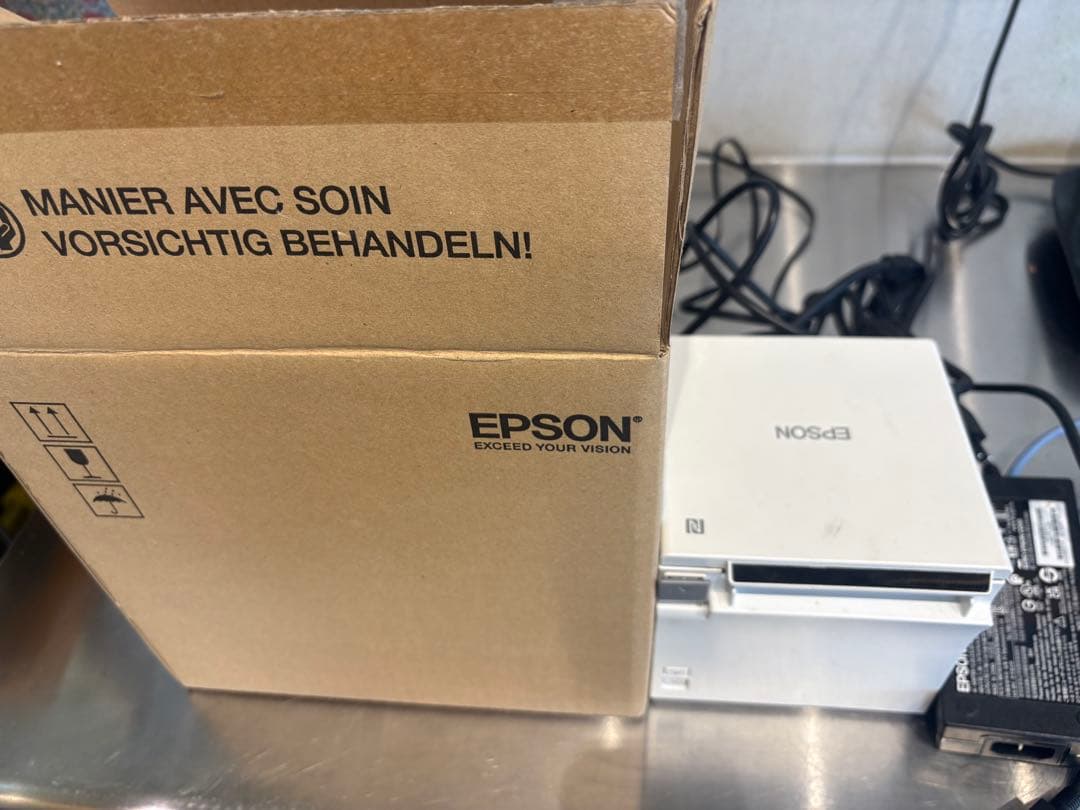 MANIER AVEC SOIN
VORSICHTIG BEHANDELN!
EPSON®
EXCEED YOUR VISION
EPSON
EPSON